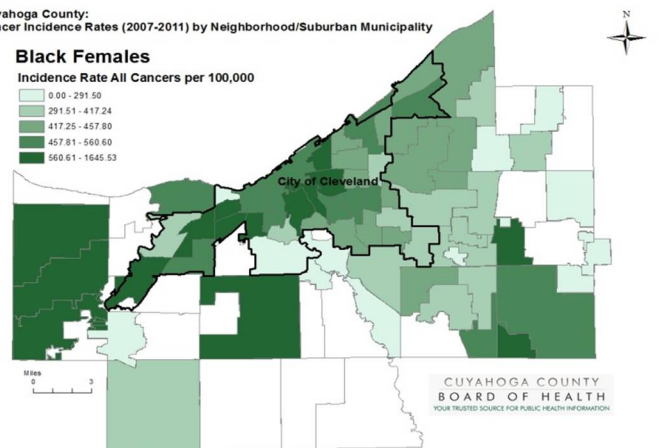 yahoga County:
cer Incidence Rates (2007-2011) by Neighborhood/Suburban Municipality
N
Black Females
Incidence Rate All Cancers per 100,000
0.00 - 291.50
291.51 - 417.24
417.25 - 457.80
457.81 - 560.60
560.61 - 1645.53
City of Cleveland
Miles
0 3
CUYAHOGA COUNTY
BOARD OF HEALTH
YOUR TRUSTED SOURCE FOR PUBLIC HEALTH INFORMATION